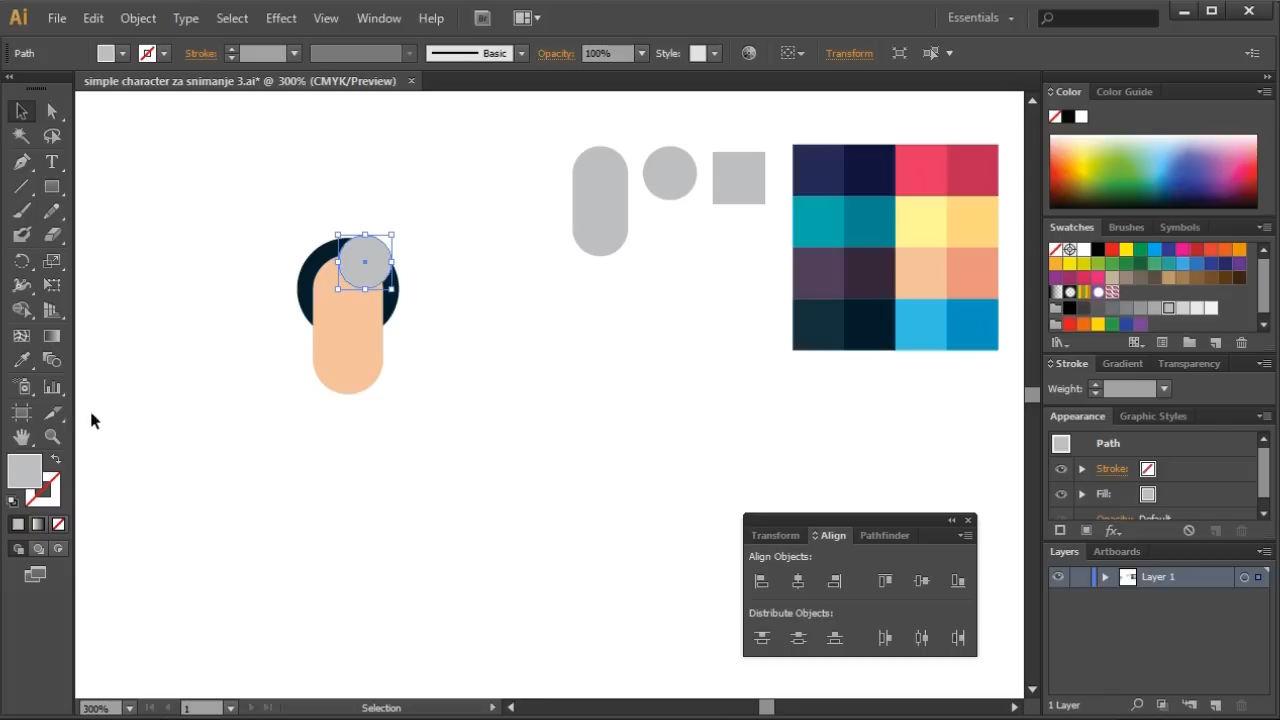 Ai File Edit Object Type Select Effect View Window Help Br Essentials
Path Stroke: Basic Opacity: 100% Style: Transform
simple character za snimanje 3.ai* @ 300% (CMYK/Preview)
Color Color Guide
Swatches Brushes Symbols
Stroke Gradient Transparency
Weight:
Appearance Graphic Styles
Path
Stroke:
Fill:
Opacity: Default
Transform Align Pathfinder
Align Objects:
Distribute Objects:
Layers Artboards
Layer 1
300% 1 Selection
1 Layer